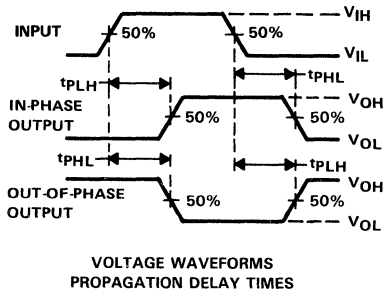 VIH
INPUT
50%
50%
VIL
tPLH
tPHL
IN-PHASE
OUTPUT
50%
50%
VOH
VOL
tPHL
tPLH
OUT-OF-PHASE
OUTPUT
50%
50%
VOH
VOL
VOLTAGE WAVEFORMS
PROPAGATION DELAY TIMES